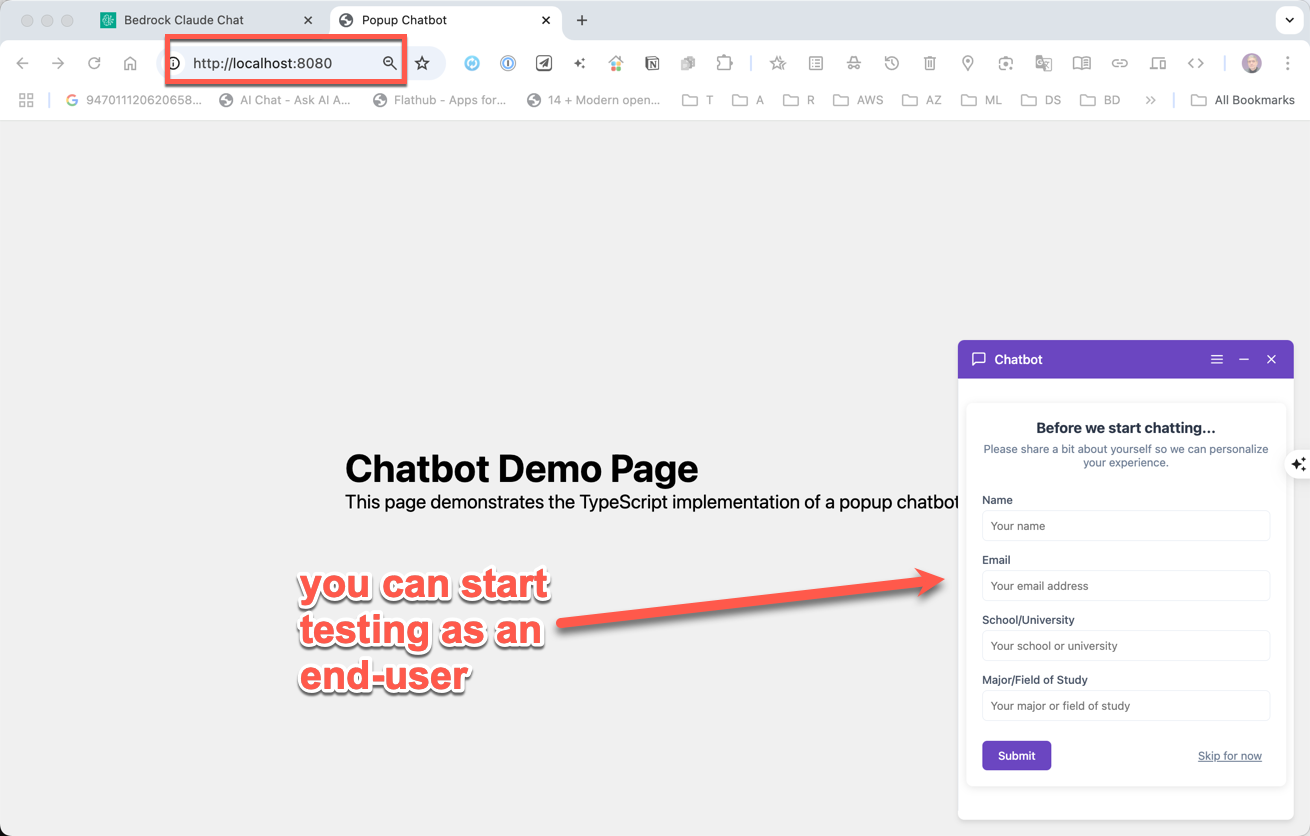 Bedrock Claude Chat
Popup Chatbot
http://localhost:8080
947011120620658...
AI Chat - Ask AI A...
Flathub - Apps for...
14 + Modern open...
T
A
R
AWS
AZ
ML
DS
BD
All Bookmarks
Chatbot
Before we start chatting...
Please share a bit about yourself so we can personalize
your experience.
Chatbot Demo Page
This page demonstrates the TypeScript implementation of a popup chatbot
Name
Your name
Email
Your email address
School/University
Your school or university
Major/Field of Study
Your major or field of study
Submit
Skip for now
you can start
testing as an
end-user